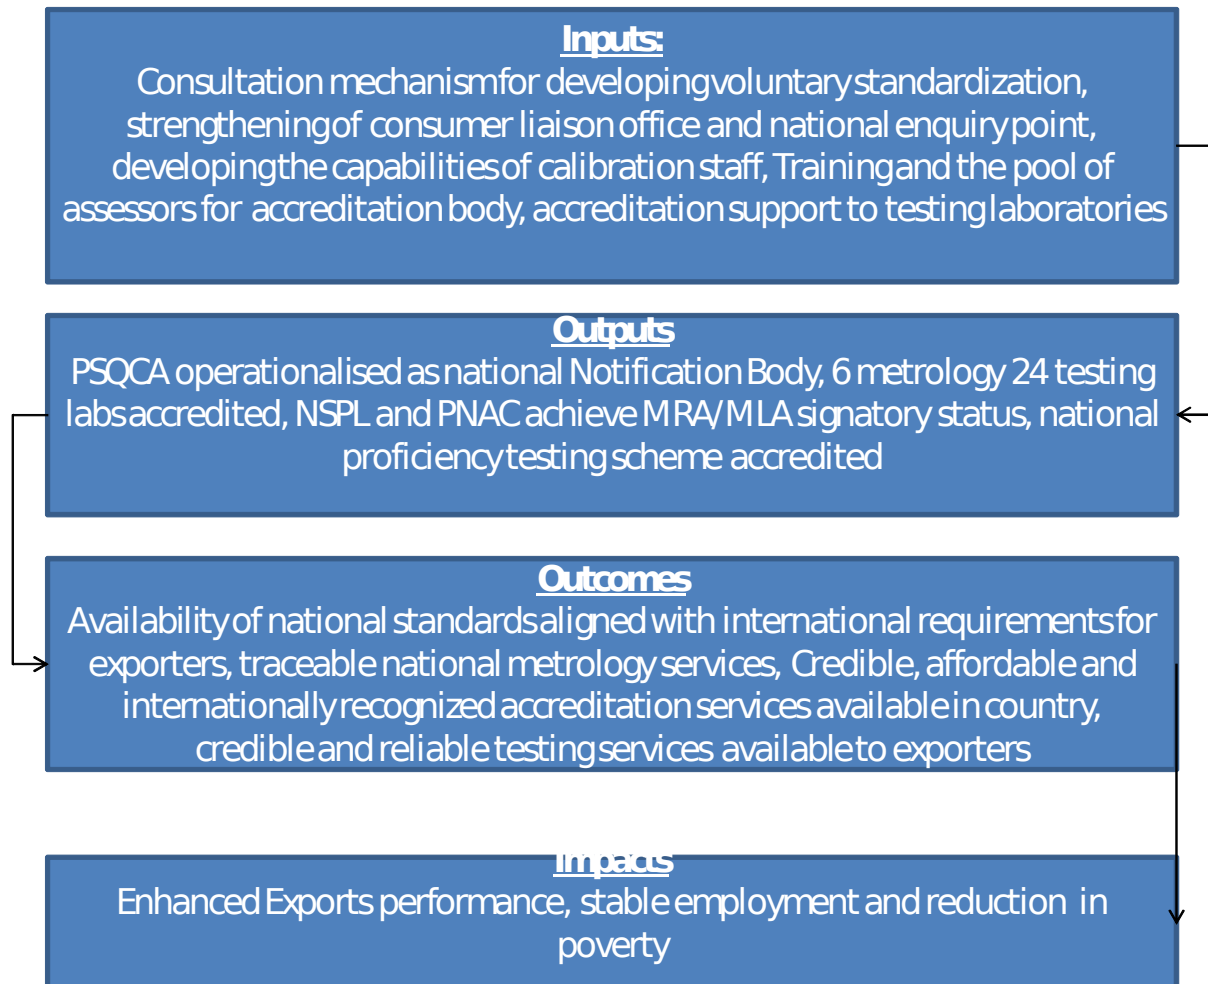 Inputs:
Consultation mechanism for developing voluntary standardization,
strengthening of consumer liaison office and national enquiry point,
developing the capabilities of calibration staff, Training and the pool of
assessors for accreditation body, accreditation support to testing laboratories
Outputs
PSQCA operationalised as national Notification Body, 6 metrology 24 testing
labs accredited, NSPL and PNAC achieve MRA/MLA signatory status, national
proficiency testing scheme accredited
Outcomes
Availability of national standards aligned with international requirements for
exporters, traceable national metrology services, Credible, affordable and
internationally recognized accreditation services available in country,
credible and reliable testing services available to exporters
Impacts
Enhanced Exports performance, stable employment and reduction in
poverty